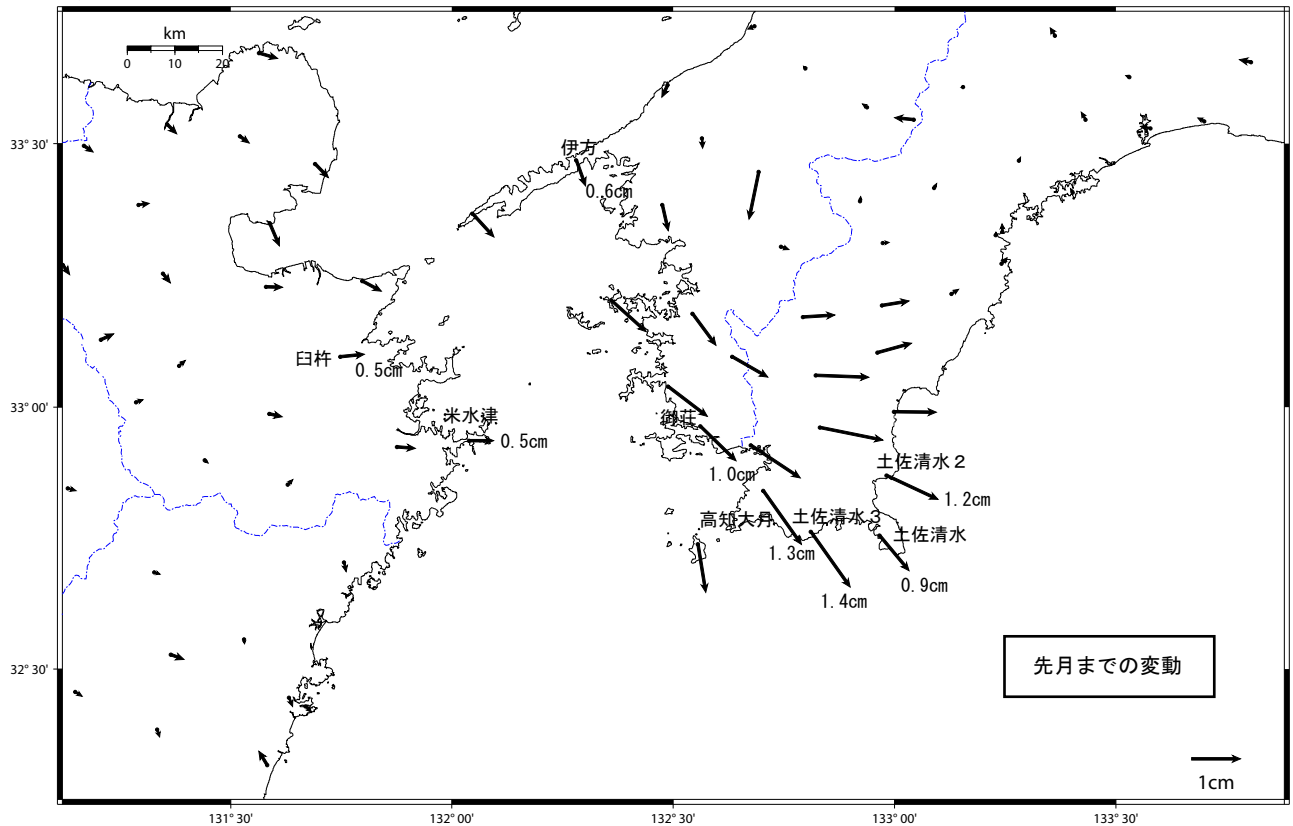 km
0 10 20
33° 30'
伊方
0.6cm
臼杵
0.5cm
33° 00'
米水津
0.5cm
御荘
1.0cm
土佐清水2
1.2cm
高知大月
土佐清水3
土佐清水
1.3cm
0.9cm
1.4cm
32° 30'
先月までの変動
1cm
131° 30' 132° 00' 132° 30' 133° 00' 133° 30'